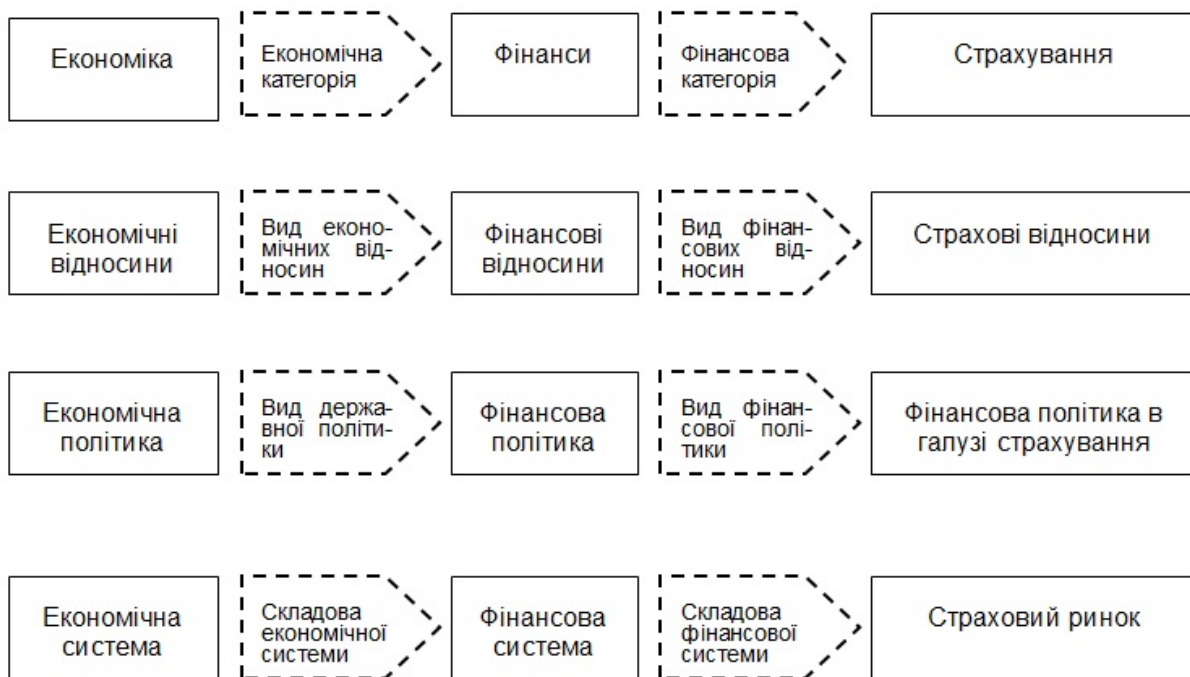 Економіка
Економічна
категорія
Фінанси
Фінансова
категорія
Страхування
Економічні
відносини
Вид еконо-
мічних від-
носин
Фінансові
відносини
Вид фінан-
сових від-
носин
Страхові відносини
Економічна
політика
Вид держа-
вної політи-
ки
Фінансова
політика
Вид фінан-
сової полі-
тики
Фінансова політика в
галузі страхування
Економічна
система
Складова
економічної
системи
Фінансова
система
Складова
фінансової
системи
Страховий ринок